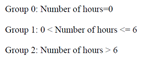 Group 0: Number of hours=0
Group 1: 0 < Number of hours <= 6
Group 2: Number of hours > 6